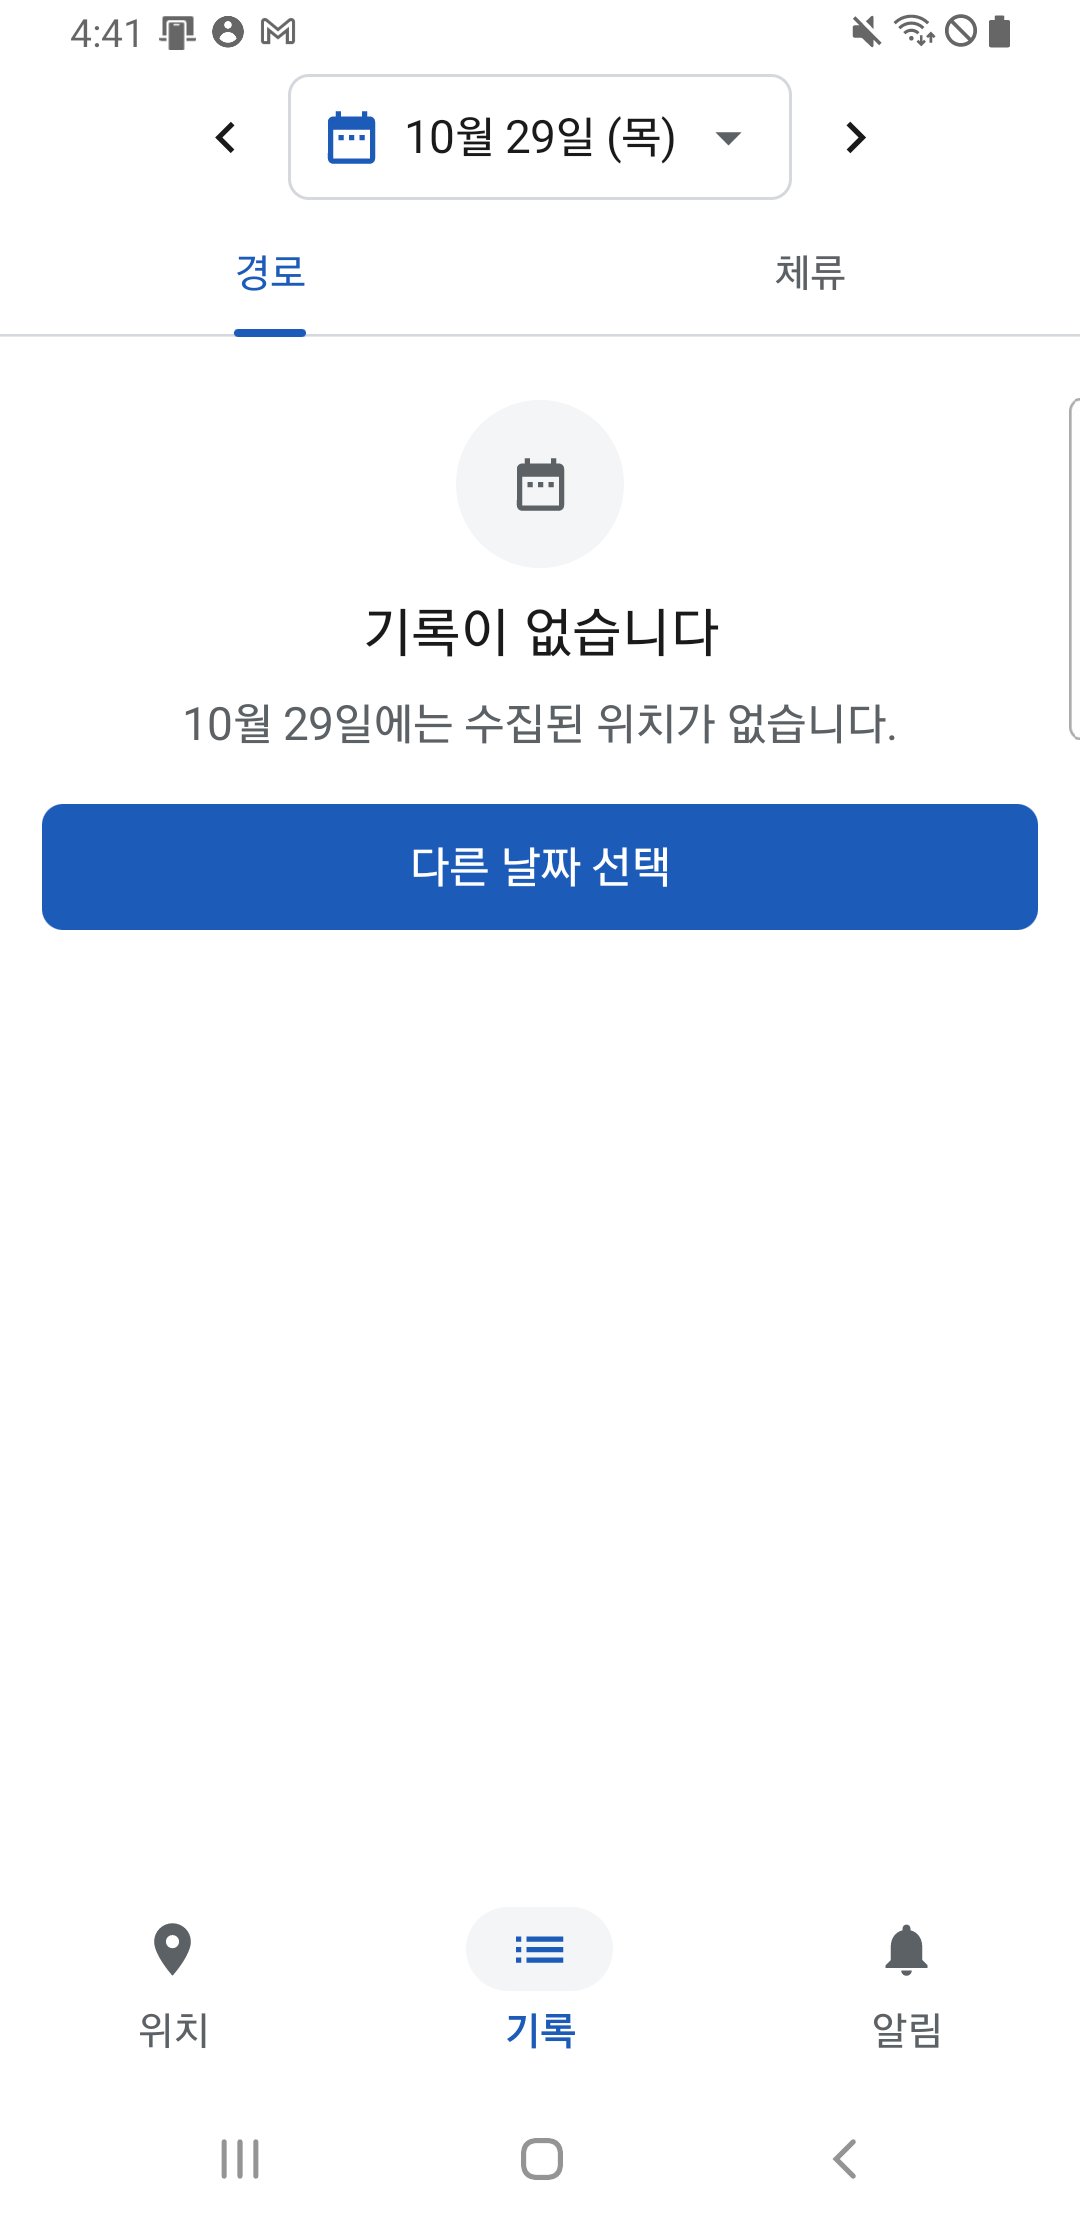 4:41
10월 29일 (목)
경로
체류
기록이 없습니다
10월 29일에는 수집된 위치가 없습니다.
다른 날짜 선택
위치
기록
알림